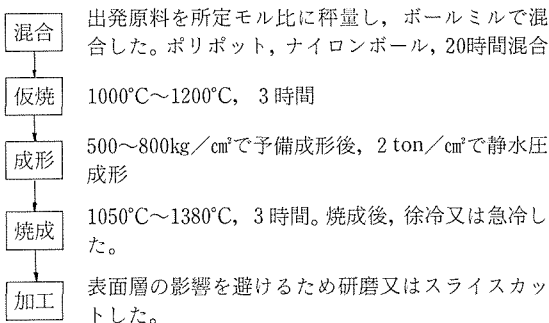 混合
出発原料を所定モル比に秤量し，ボールミルで混
合した。ポリポット，ナイロンボール，20時間混合
仮焼
1000℃～1200℃，3時間
成形
500～800kg／㎠で予備成形後，2 ton／㎠で静水圧
成形
焼成
1050℃～1380℃，3時間。焼成後，徐冷又は急冷し
た。
加工
表面層の影響を避けるため研磨又はスライスカッ
トした。